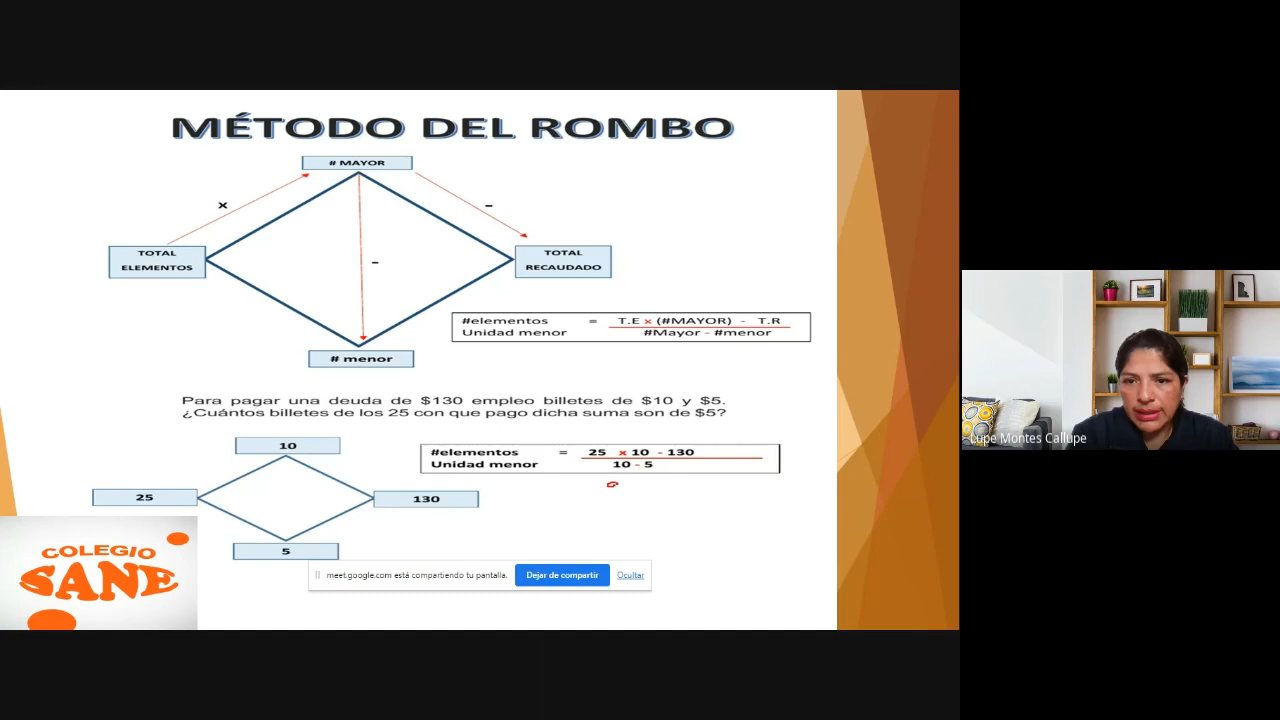 MÉTODO DEL ROMBO
# MAYOR
x
-
TOTAL
ELEMENTOS
-
TOTAL
RECAUDADO
#elementos = T.E x (#MAYOR) - T.R
Unidad menor #Mayor - #menor
# menor
Para pagar una deuda de $130 empleo billetes de $10 y $5.
¿Cuántos billetes de los 25 con que pago dicha suma son de $5?
10
#elementos = 25 x 10 - 130
Unidad menor 10 - 5
25
130
5
COLEGIO
SANE
meet.google.com está compartiendo tu pantalla.
Dejar de compartir
Ocultar
Lupe Montes Callupe